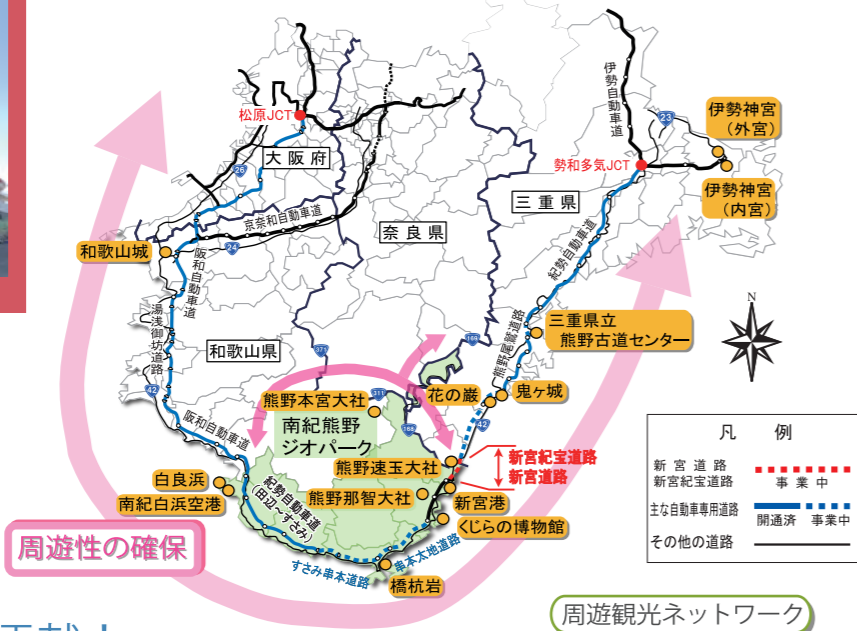 松原JCT
大阪府
26
京奈和自動車道
24
和歌山城
阪和自動車道
湯浅御坊道路
和歌山県
奈良県
371
42
阪和自動車道
伊勢自動車道
23
伊勢神宮
(外宮)
勢和多気JCT
伊勢神宮
(内宮)
三重県
紀勢自動車道
N
三重県立
熊野古道センター
熊野尾鷲道路
169
鬼ヶ城
花の巌
42
311
熊野本宮大社
168
南紀熊野
ジオパーク
熊野速玉大社
新宮紀宝道路
新宮道路
白良浜
南紀白浜空港
紀勢自動車道
(田辺~すさみ)
熊野那智大社
新宮港
くじらの博物館
串本太地道路
すさみ串本道路
橋杭岩
周遊性の確保
凡 例
新宮道路
新宮紀宝道路
事業中
主な自動車専用道路
開通済 事業中
その他の道路
周遊観光ネットワーク